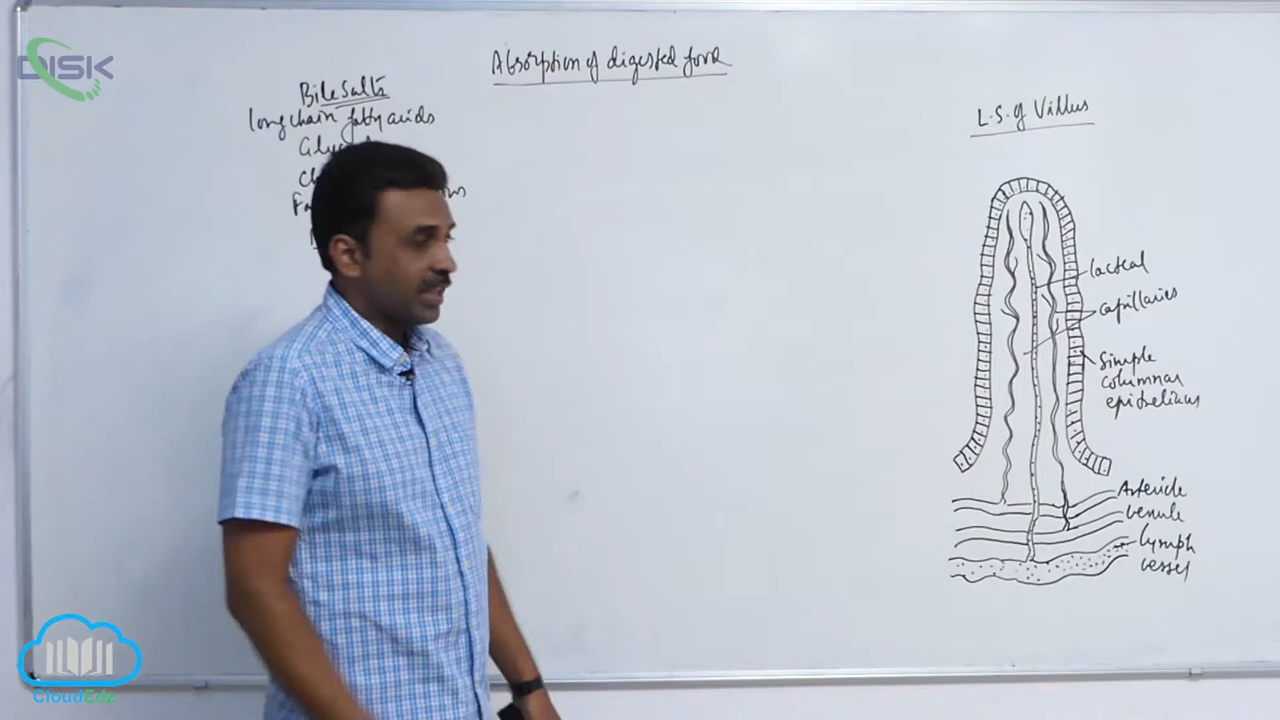 DISK
Absorption of digested food
Bile Salts
long chain fatty acids
L.S. of Villus
lacteal
capillaries
Simple
columnar
epithelium
Arteriole
venule
lymph
vessel
CloudEdz